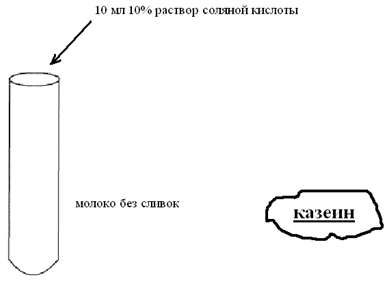 10 мл 10% раствор соляной кислоты
молоко без сливок
казеин